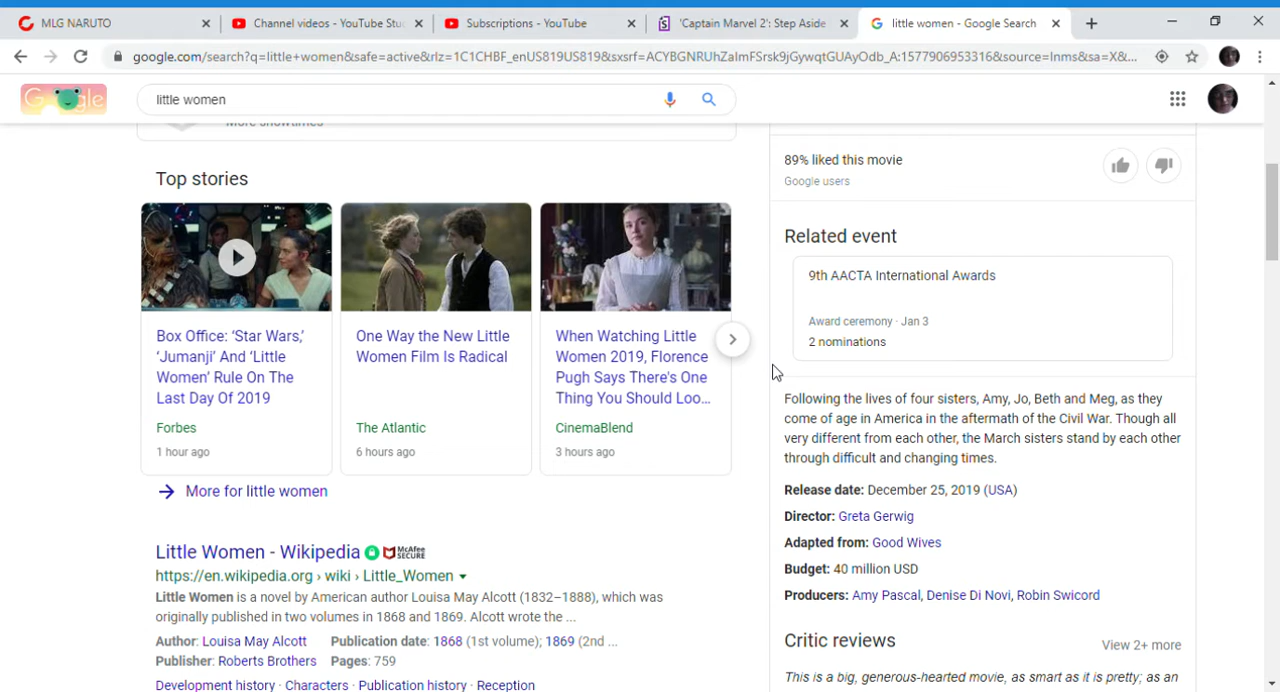 MLG NARUTO
Channel videos - YouTube Stu
Subscriptions - YouTube
'Captain Marvel 2': Step Aside
little women - Google Search
google.com/search?q=little+women&safe=active&rlz=1C1CHBF_enUS819US819&sxsrf=ACYBGNRUhZaImFSrsk9jGywqtGUAyOdb_A:1577906953316&source=lnms&sa=X&...
Google
little women
More showtimes
89% liked this movie
Google users
Top stories
Related event
9th AACTA International Awards
Award ceremony · Jan 3
2 nominations
Box Office: 'Star Wars,'
'Jumanji' And 'Little
Women' Rule On The
Last Day Of 2019
Forbes
1 hour ago
One Way the New Little
Women Film Is Radical
The Atlantic
6 hours ago
When Watching Little
Women 2019, Florence
Pugh Says There's One
Thing You Should Loo...
CinemaBlend
3 hours ago
More for little women
Following the lives of four sisters, Amy, Jo, Beth and Meg, as they
come of age in America in the aftermath of the Civil War. Though all
very different from each other, the March sisters stand by each other
through difficult and changing times.
Release date: December 25, 2019 (USA)
Director: Greta Gerwig
Adapted from: Good Wives
Budget: 40 million USD
Producers: Amy Pascal, Denise Di Novi, Robin Swicord
Little Women - Wikipedia McAfee SECURE
https://en.wikipedia.org › wiki › Little_Women
Little Women is a novel by American author Louisa May Alcott (1832–1888), which was
originally published in two volumes in 1868 and 1869. Alcott wrote the ...
Author: Louisa May Alcott Publication date: 1868 (1st volume); 1869 (2nd ...
Publisher: Roberts Brothers Pages: 759
Development history · Characters · Publication history · Reception
Critic reviews
View 2+ more
This is a big, generous-hearted movie, as smart as it is pretty; as an